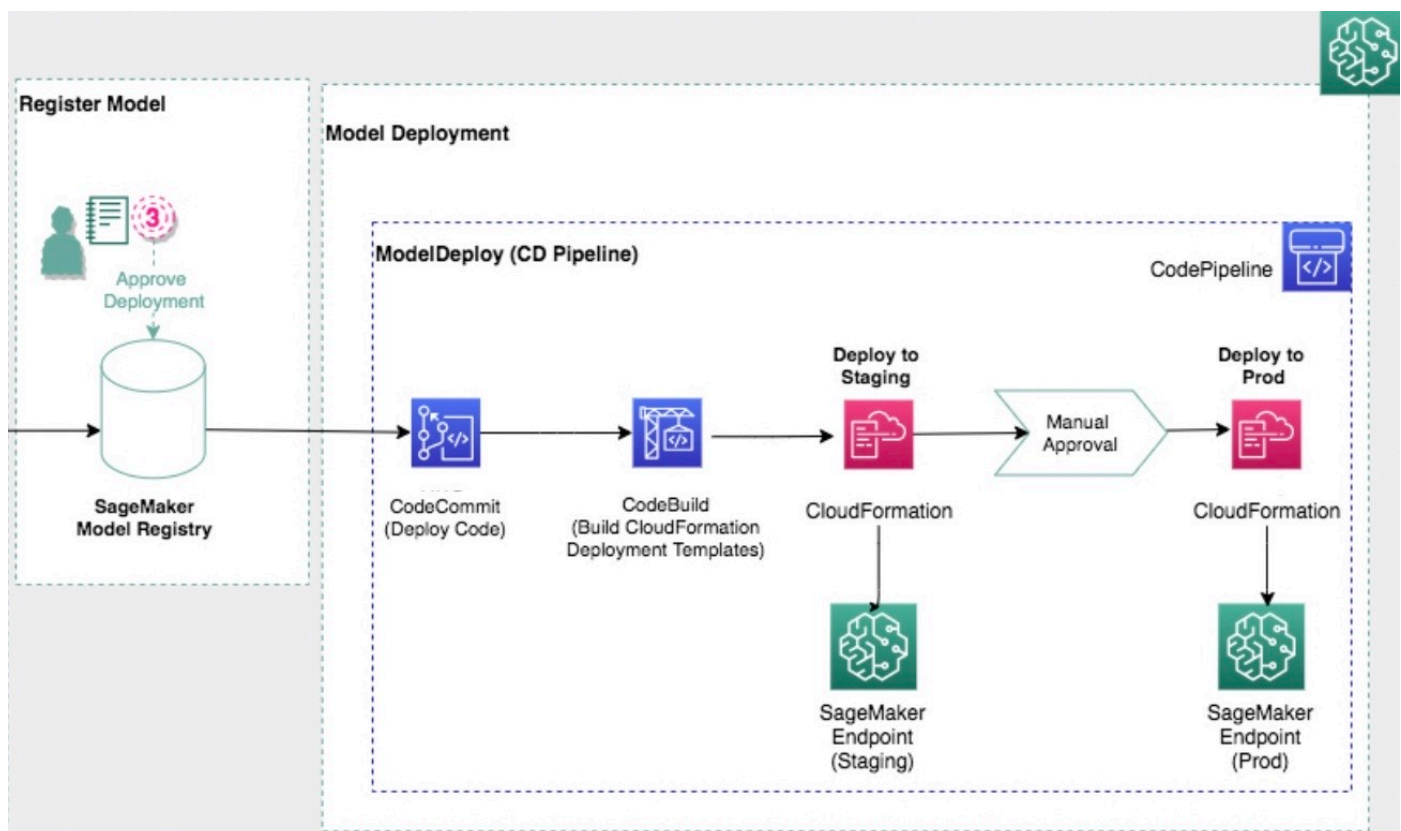 Register Model
3
Approve
Deployment
SageMaker
Model Registry
Model Deployment
ModelDeploy (CD Pipeline)
CodePipeline
CodeCommit
(Deploy Code)
CodeBuild
(Build CloudFormation
Deployment Templates)
Deploy to
Staging
CloudFormation
SageMaker
Endpoint
(Staging)
Manual
Approval
Deploy to
Prod
CloudFormation
SageMaker
Endpoint
(Prod)